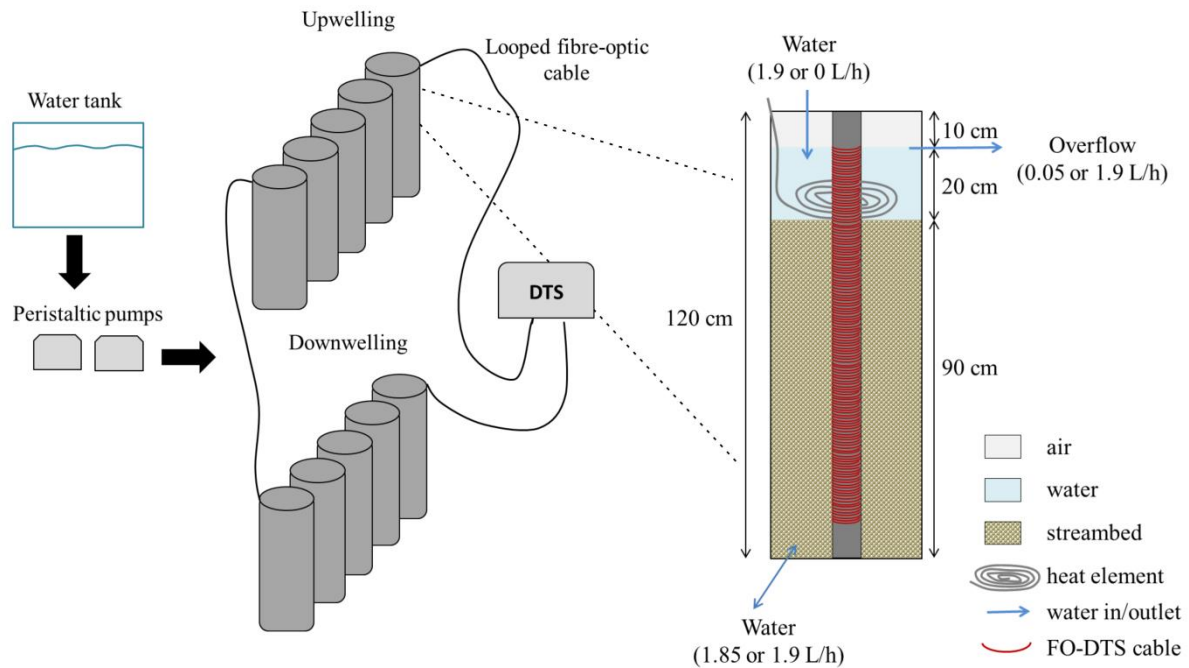 Upwelling
Looped fibre-optic
cable
Water tank
Peristaltic pumps
Downwelling
DTS
Water
(1.9 or 0 L/h)
10 cm
Overflow
(0.05 or 1.9 L/h)
20 cm
120 cm
90 cm
Water
(1.85 or 1.9 L/h)
air
water
streambed
heat element
water in/outlet
FO-DTS cable